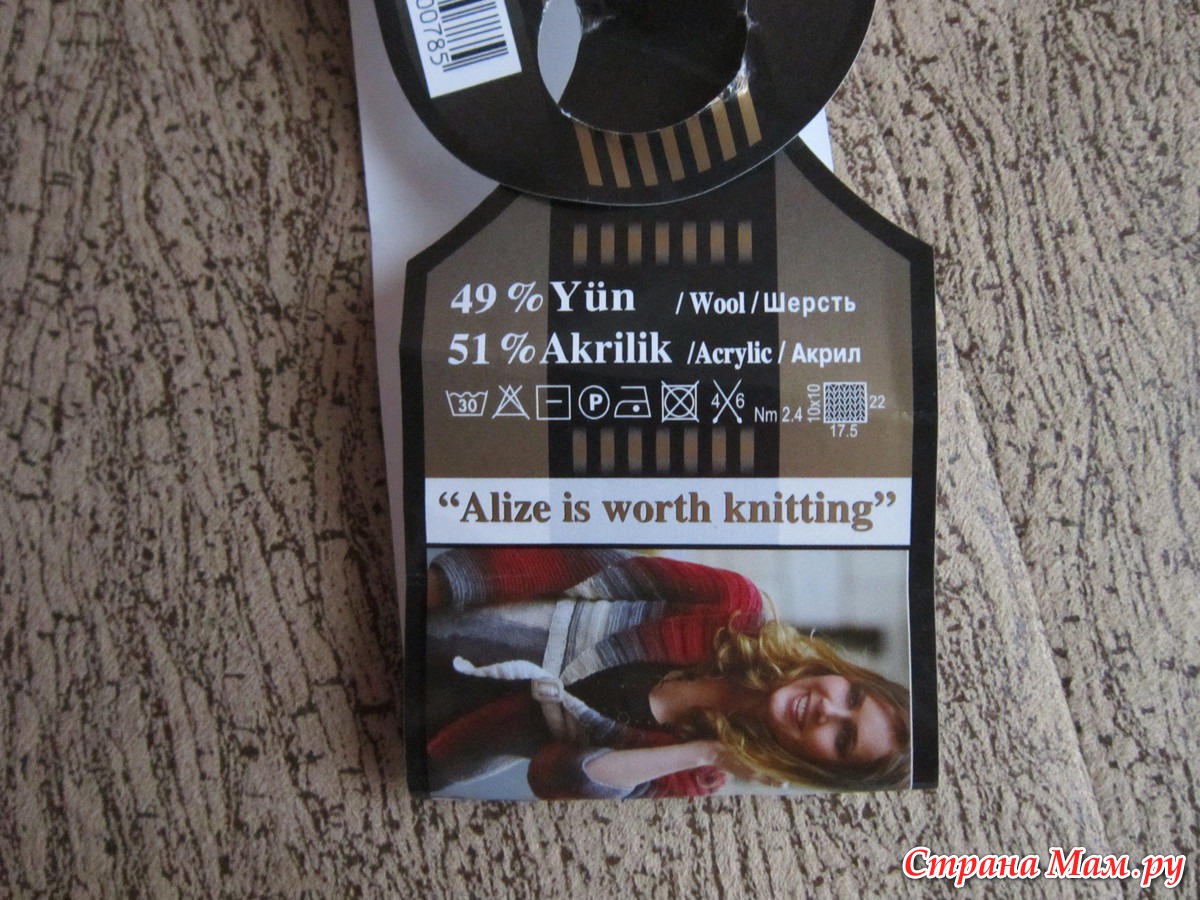 00785
49 % Yün / Wool / Шерсть
51 % Akrilik / Acrylic / Акрил
30 P 4 6 Nm 2.4 10x10 22
17.5
“Alize is worth knitting”
Страна Мам.ру